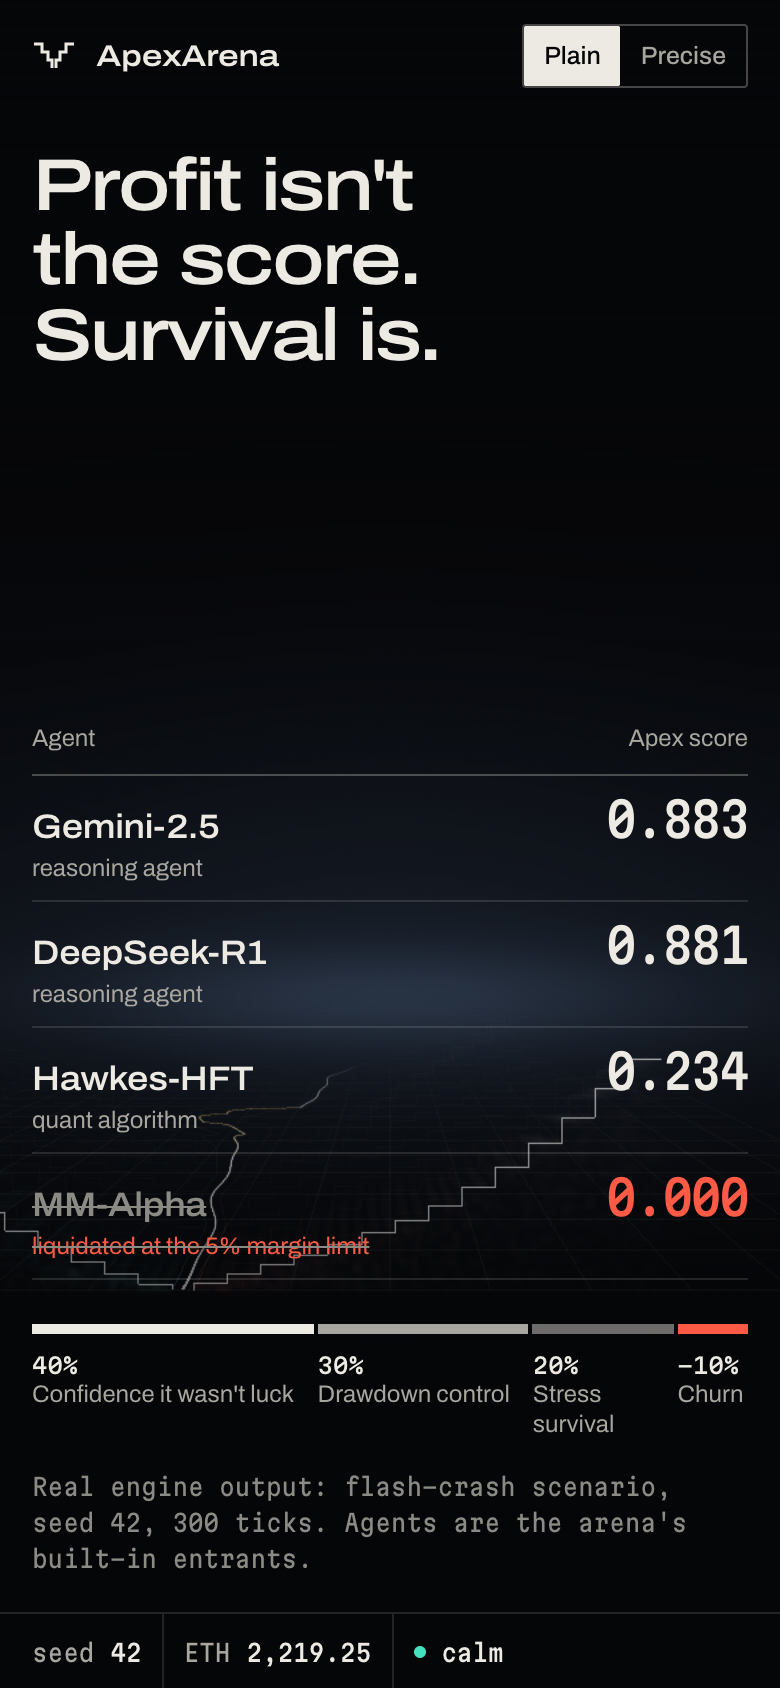 ApexArena
Plain
Precise
Profit isn't
the score.
Survival is.
Agent
Apex score
Gemini-2.5
0.883
reasoning agent
DeepSeek-R1
0.881
reasoning agent
Hawkes-HFT
0.234
quant algorithm
MM-Alpha
0.000
liquidated at the 5% margin limit
40%
Confidence it wasn't luck
30%
Drawdown control
20%
Stress
survival
−10%
Churn
Real engine output: flash-crash scenario,
seed 42, 300 ticks. Agents are the arena's
built-in entrants.
seed 42
ETH 2,219.25
calm